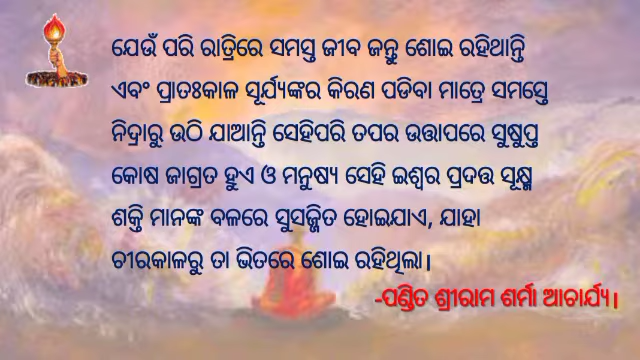 ଯେଉଁ ପରି ରାତ୍ରିରେ ସମସ୍ତ ଜୀବ ଜନ୍ତୁ ଶୋଇ ରହିଥାନ୍ତି
ଏବଂ ପ୍ରାତଃକାଳ ସୂର୍ଯ୍ୟଙ୍କର କିରଣ ପଡିବା ମାତ୍ରେ ସମସ୍ତେ
ନିଦ୍ରାରୁ ଉଠି ଯାଆନ୍ତି ସେହିପରି ତପର ଉତ୍ତାପରେ ସୁଷୁପ୍ତ
କୋଷ ଜାଗ୍ରତ ହୁଏ ଓ ମନୁଷ୍ୟ ସେହି ଇଶ୍ୱର ପ୍ରଦତ୍ତ ସୂକ୍ଷ୍ମ
ଶକ୍ତି ମାନଙ୍କ ବଳରେ ସୁସଜ୍ଜିତ ହୋଇଯାଏ, ଯାହା
ଚୀରକାଳରୁ ତା ଭିତରେ ଶୋଇ ରହିଥିଲା।
-ପଣ୍ଡିତ ଶ୍ରୀରାମ ଶର୍ମା ଆଚାର୍ଯ୍ୟ।